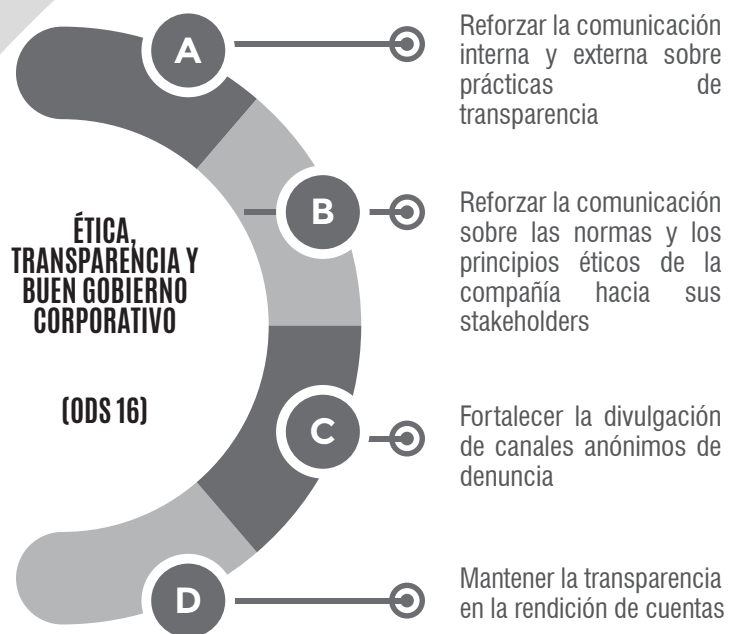 A
Reforzar la comunicación
interna y externa sobre
prácticas de
transparencia
B
Reforzar la comunicación
sobre las normas y los
principios éticos de la
compañía hacia sus
stakeholders
ÉTICA,
TRANSPARENCIA Y
BUEN GOBIERNO
CORPORATIVO
(ODS 16)
C
Fortalecer la divulgación
de canales anónimos de
denuncia
D
Mantener la transparencia
en la rendición de cuentas